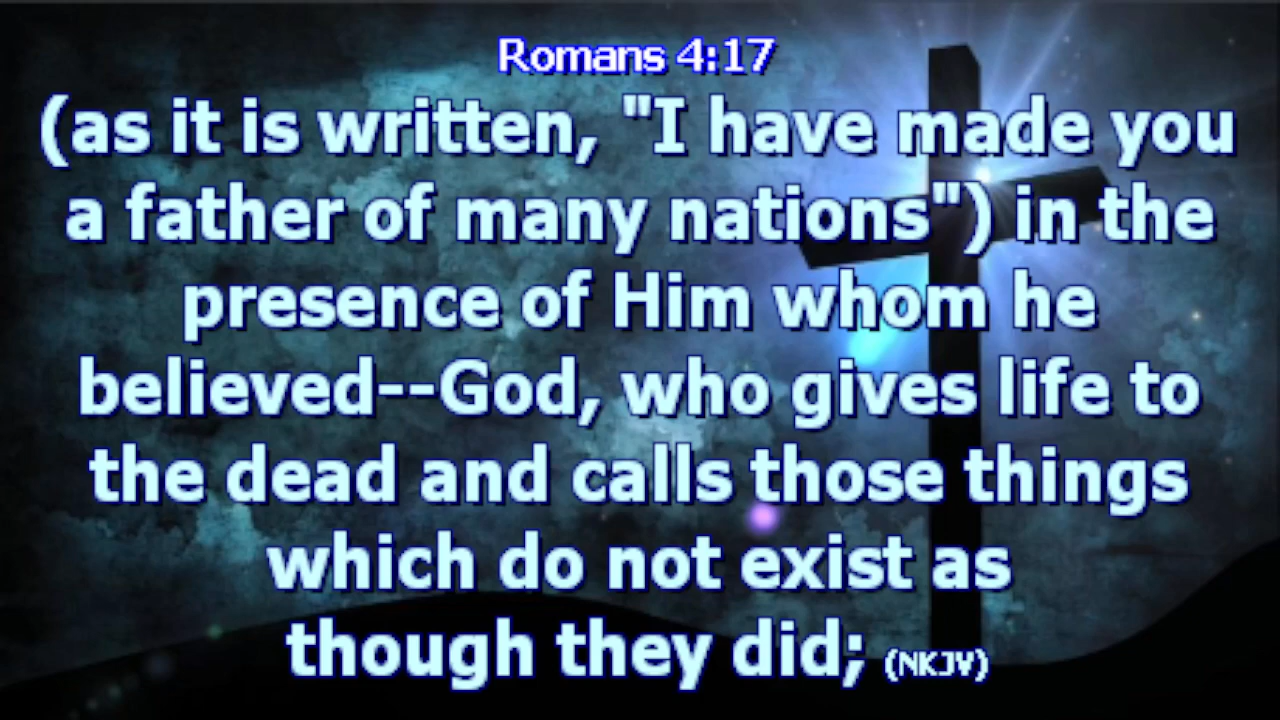 Romans 4:17
(as it is written, "I have made you
a father of many nations") in the
presence of Him whom he
believed--God, who gives life to
the dead and calls those things
which do not exist as
though they did; (NKJV)